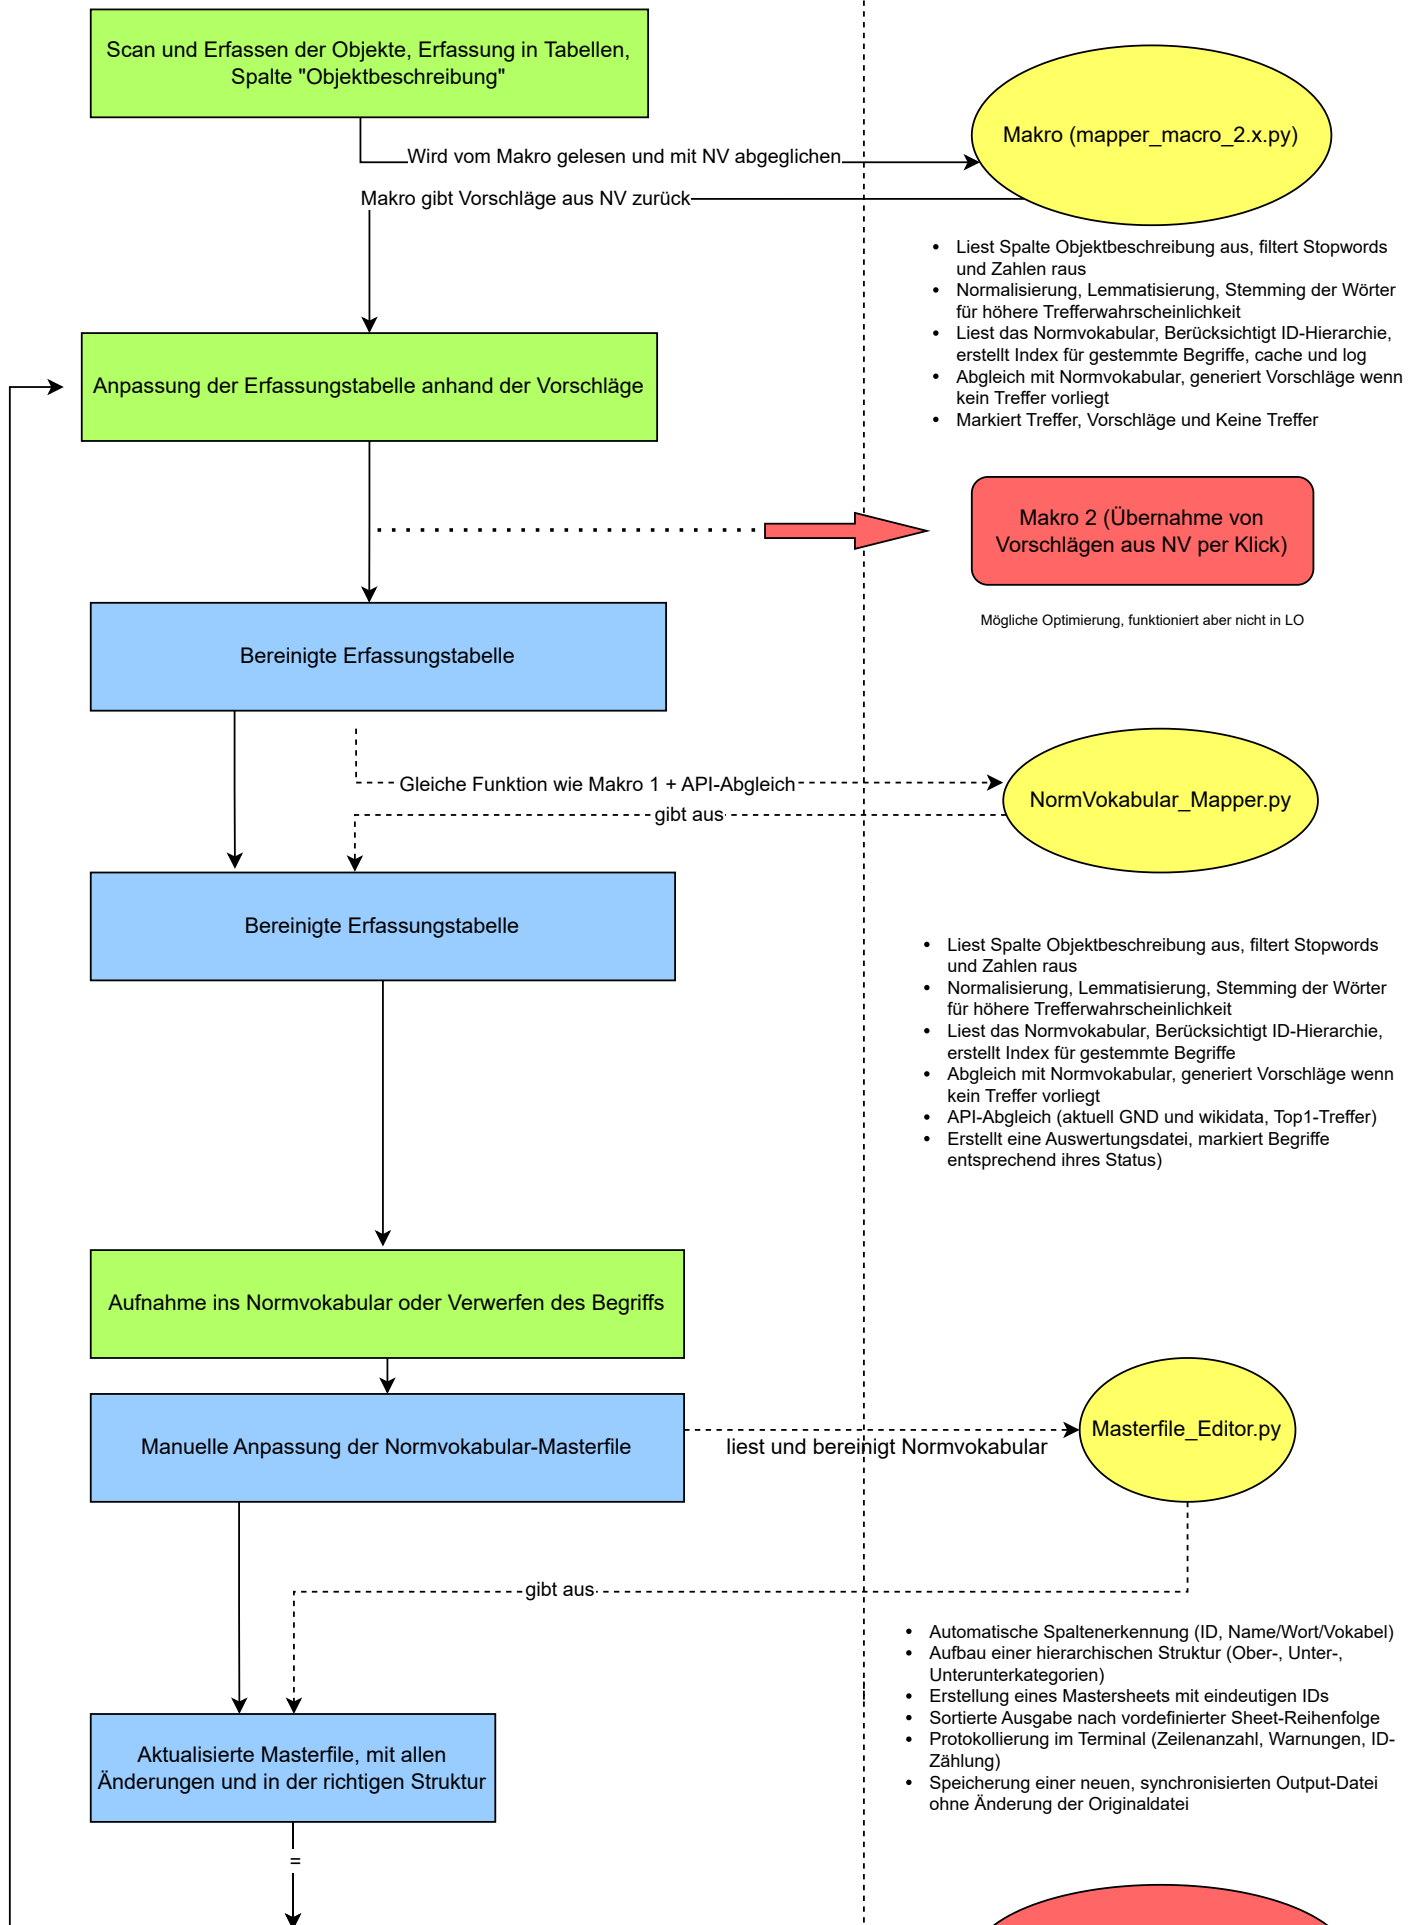 Scan und Erfassen der Objekte, Erfassung in Tabellen,
Spalte "Objektbeschreibung"
Makro (mapper_macro_2.x.py)
Wird vom Makro gelesen und mit NV abgeglichen
Makro gibt Vorschläge aus NV zurück
• Liest Spalte Objektbeschreibung aus, filtert Stopwords
und Zahlen raus
• Normalisierung, Lemmatisierung, Stemming der Wörter
für höhere Trefferwahrscheinlichkeit
• Liest das Normvokabular, Berücksichtigt ID-Hierarchie,
erstellt Index für gestemmte Begriffe, cache und log
• Abgleich mit Normvokabular, generiert Vorschläge wenn
kein Treffer vorliegt
• Markiert Treffer, Vorschläge und Keine Treffer
Anpassung der Erfassungstabelle anhand der Vorschläge
Makro 2 (Übernahme von
Vorschlägen aus NV per Klick)
Mögliche Optimierung, funktioniert aber nicht in LO
Bereinigte Erfassungstabelle
Gleiche Funktion wie Makro 1 + API-Abgleich
NormVokabular_Mapper.py
gibt aus
Bereinigte Erfassungstabelle
• Liest Spalte Objektbeschreibung aus, filtert Stopwords
und Zahlen raus
• Normalisierung, Lemmatisierung, Stemming der Wörter
für höhere Trefferwahrscheinlichkeit
• Liest das Normvokabular, Berücksichtigt ID-Hierarchie,
erstellt Index für gestemmte Begriffe
• Abgleich mit Normvokabular, generiert Vorschläge wenn
kein Treffer vorliegt
• API-Abgleich (aktuell GND und wikidata, Top1-Treffer)
• Erstellt eine Auswertungsdatei, markiert Begriffe
entsprechend ihres Status)
Aufnahme ins Normvokabular oder Verwerfen des Begriffs
Manuelle Anpassung der Normvokabular-Masterfile
liest und bereinigt Normvokabular
Masterfile_Editor.py
gibt aus
• Automatische Spaltenerkennung (ID, Name/Wort/Vokabel)
• Aufbau einer hierarchischen Struktur (Ober-, Unter-,
Unterunterkategorien)
• Erstellung eines Mastersheets mit eindeutigen IDs
• Sortierte Ausgabe nach vordefinierter Sheet-Reihenfolge
• Protokollierung im Terminal (Zeilenanzahl, Warnungen, ID-
Zählung)
• Speicherung einer neuen, synchronisierten Output-Datei
ohne Änderung der Originaldatei
Aktualisierte Masterfile, mit allen
Änderungen und in der richtigen Struktur
=